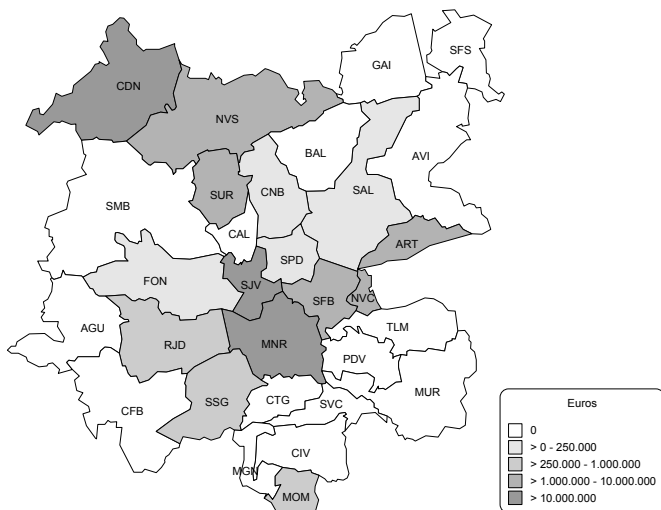 SFS
GAI
CDN
NVS
BAL
AVI
SUR
CNB
SAL
SMB
CAL
ART
SPD
FON
SJV
SFB
NVC
AGU
RJD
MNR
TLM
PDV
MUR
SSG
CTG
SVC
CFB
CIV
MGN
MOM
Euros
0
> 0 - 250.000
> 250.000 - 1.000.000
> 1.000.000 - 10.000.000
> 10.000.000